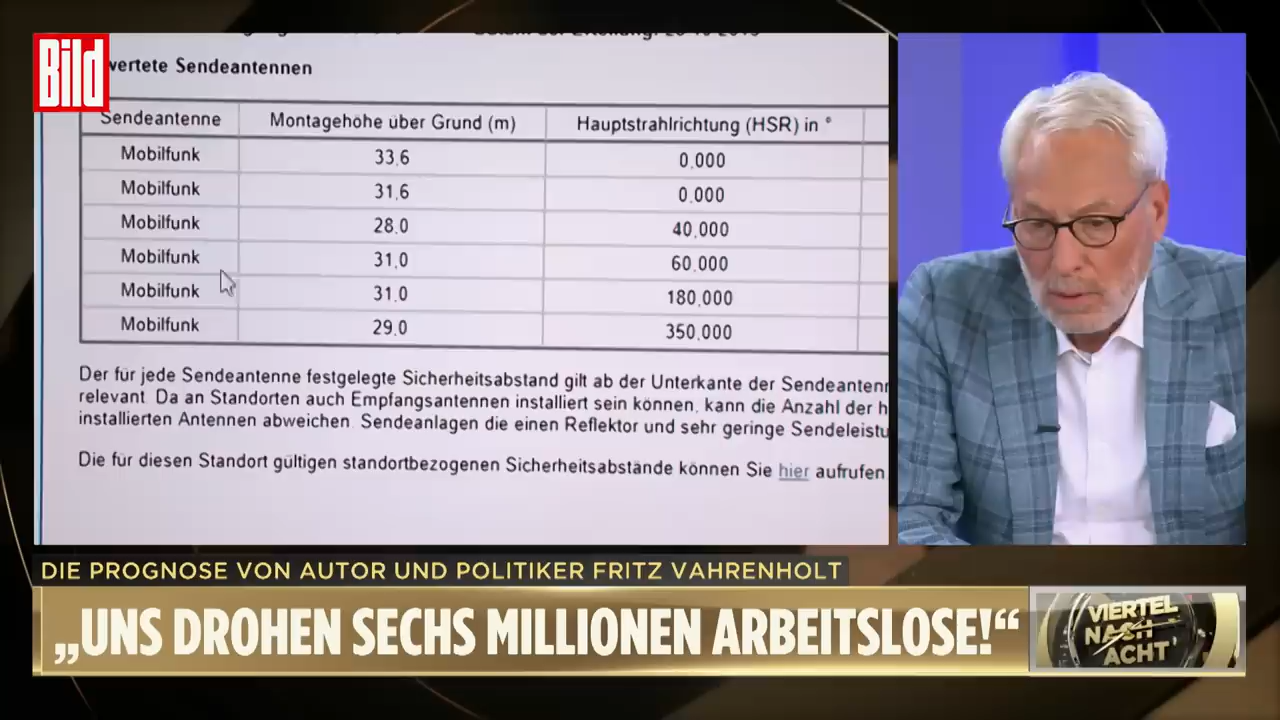 Bild
wertete Sendeantennen
Sendeantenne Montagehöhe über Grund (m) Hauptstrahlrichtung (HSR) in °
Mobilfunk 33,6 0,000
Mobilfunk 31,6 0,000
Mobilfunk 28,0 40,000
Mobilfunk 31,0 60,000
Mobilfunk 31,0 180,000
Mobilfunk 29,0 350,000
Der für jede Sendeantenne festgelegte Sicherheitsabstand gilt ab der Unterkante der Sendeantenn
relevant. Da an Standorten auch Empfangsantennen installiert sein können, kann die Anzahl der h
installierten Antennen abweichen. Sendeanlagen die einen Reflektor und sehr geringe Sendeleistu
Die für diesen Standort gültigen standortbezogenen Sicherheitsabstände können Sie hier aufrufen
DIE PROGNOSE VON AUTOR UND POLITIKER FRITZ VAHRENHOLT
„UNS DROHEN SECHS MILLIONEN ARBEITSLOSE!“
VIERTEL
NACH
ACHT